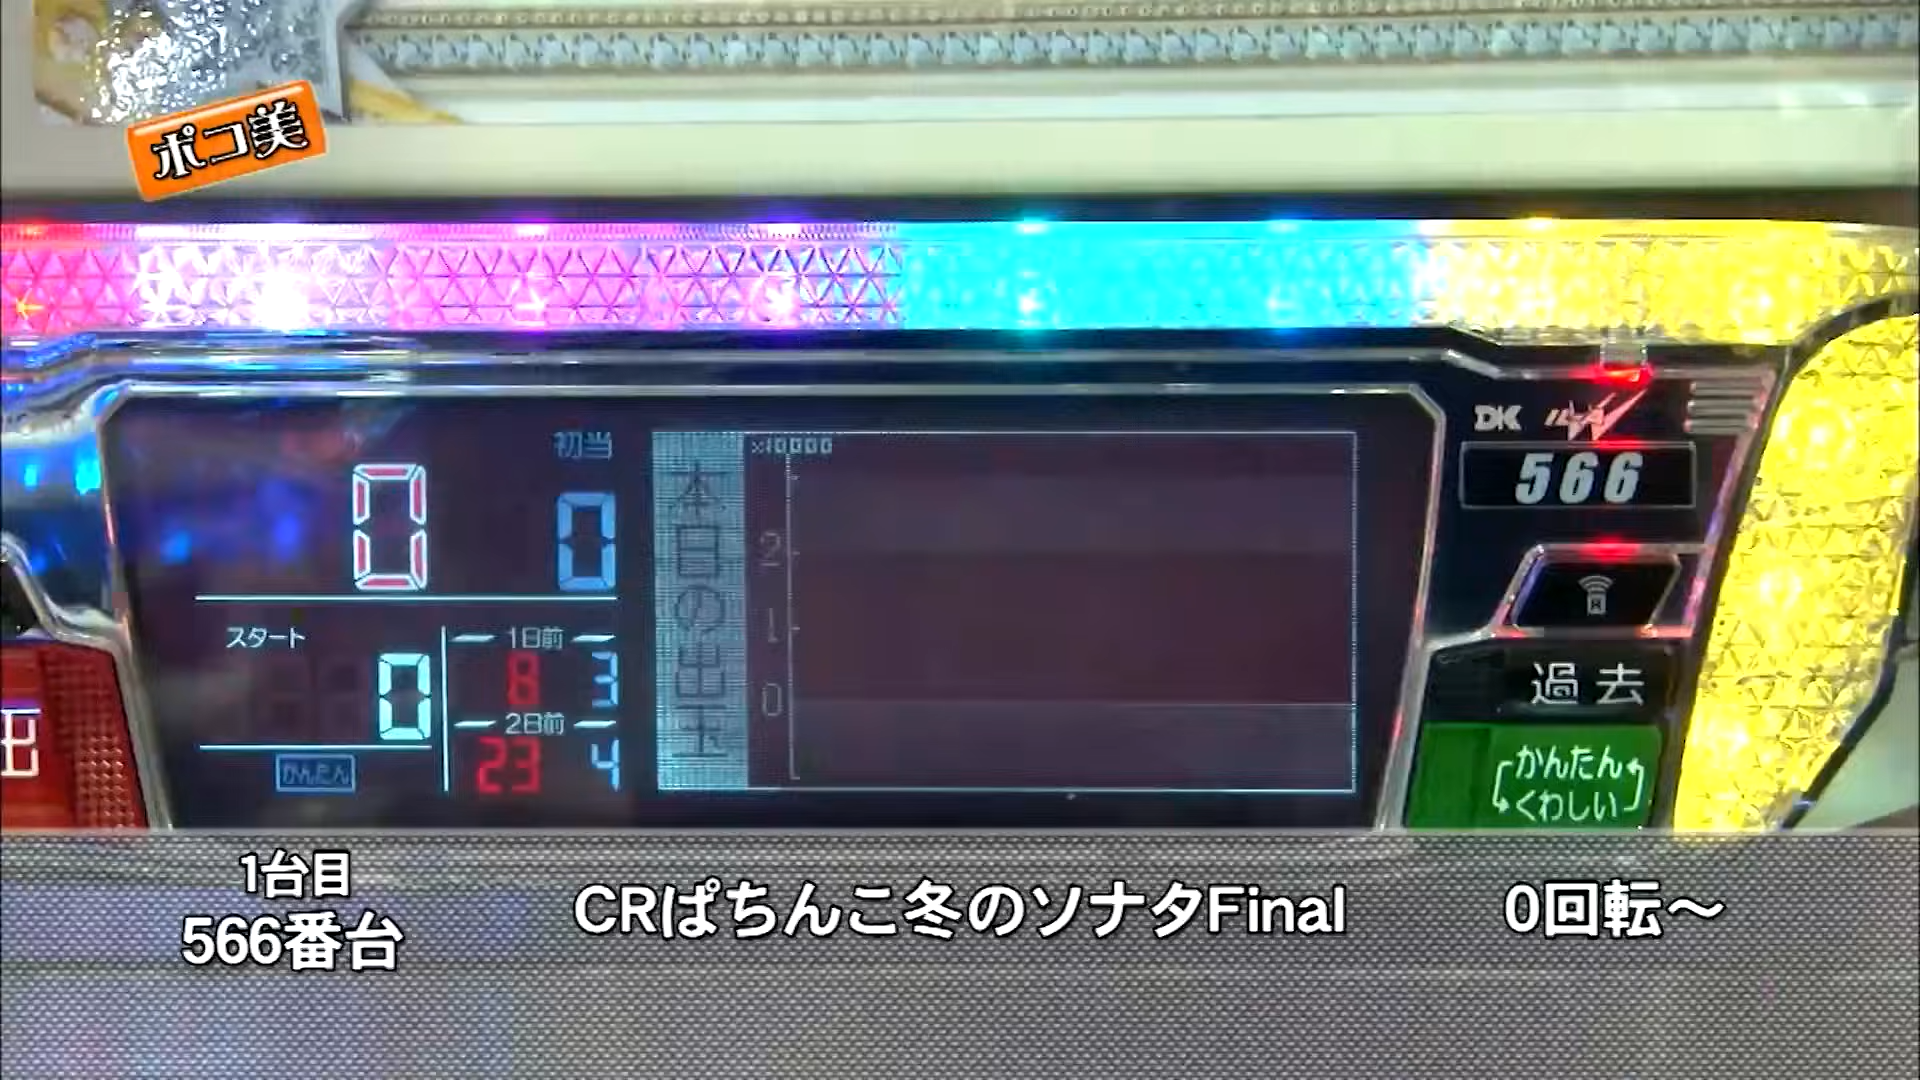 ポコ美
初当
0
0
スタート
0
かんたん
1日前
8 3
2日前
23 4
本日の出玉
×10000
2
1
0
DK
566
過去
かんたん
くわしい
出
1台目
566番台
CRぱちんこ冬のソナタFinal
0回転～